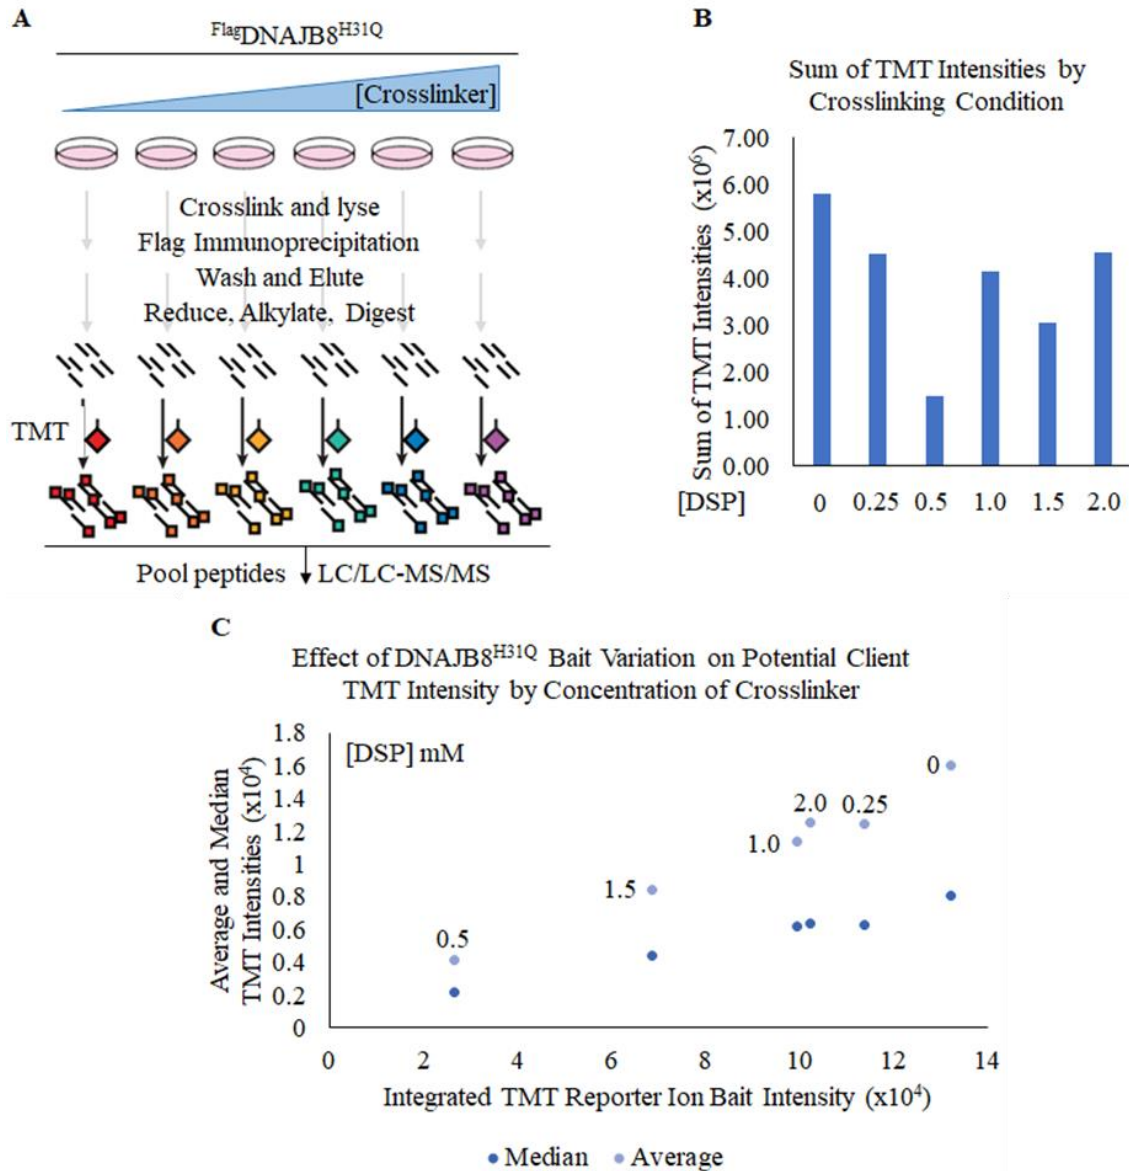 A
FlagDNAJB8H31Q
[Crosslinker]
Crosslink and lyse
Flag Immunoprecipitation
Wash and Elute
Reduce, Alkylate, Digest
TMT
Pool peptides LC/LC-MS/MS
B
Sum of TMT Intensities by
Crosslinking Condition
Sum of TMT Intensities (x10⁶)
7.00
6.00
5.00
4.00
3.00
2.00
1.00
0.00
[DSP] 0 0.25 0.5 1.0 1.5 2.0
C
Effect of DNAJB8H31Q Bait Variation on Potential Client
TMT Intensity by Concentration of Crosslinker
Average and Median
TMT Intensities (x10⁴)
1.8
1.6
1.4
1.2
1
0.8
0.6
0.4
0.2
0
[DSP] mM
0
2.0 0.25
1.0
1.5
0.5
0 2 4 6 8 10 12 14
Integrated TMT Reporter Ion Bait Intensity (x10⁴)
Median Average